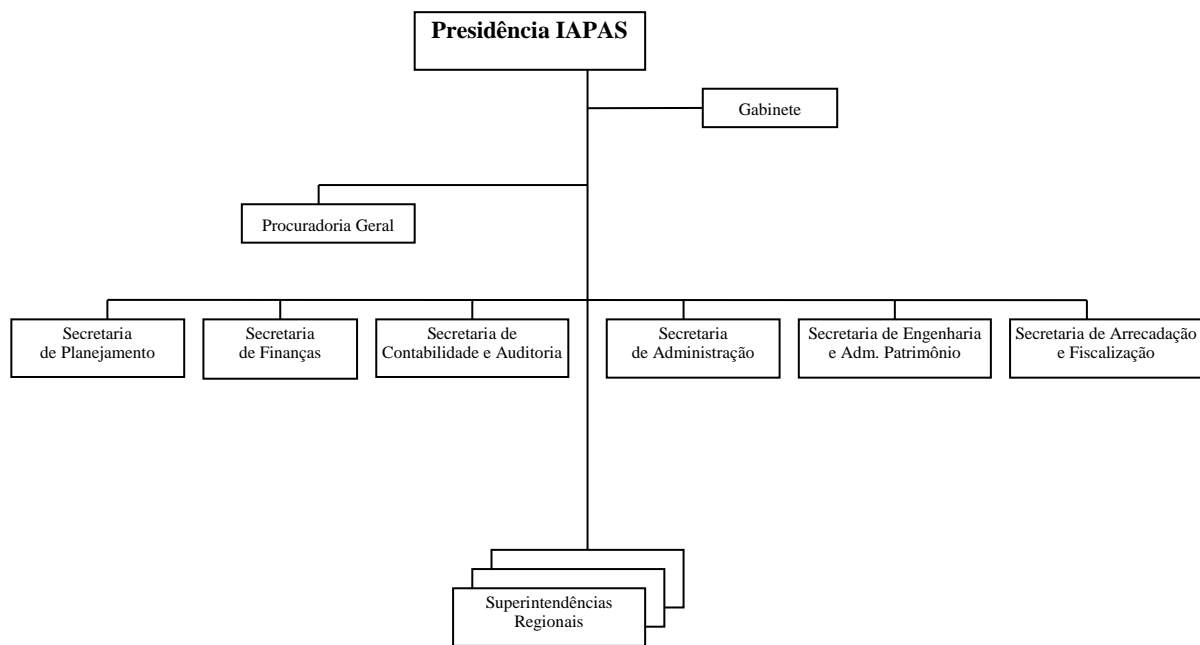 Presidência IAPAS
Gabinete
Procuradoria Geral
Secretaria
de Planejamento
Secretaria
de Finanças
Secretaria de
Contabilidade e Auditoria
Secretaria
de Administração
Secretaria de Engenharia
e Adm. Patrimônio
Secretaria de Arrecadação
e Fiscalização
Superintendências
Regionais